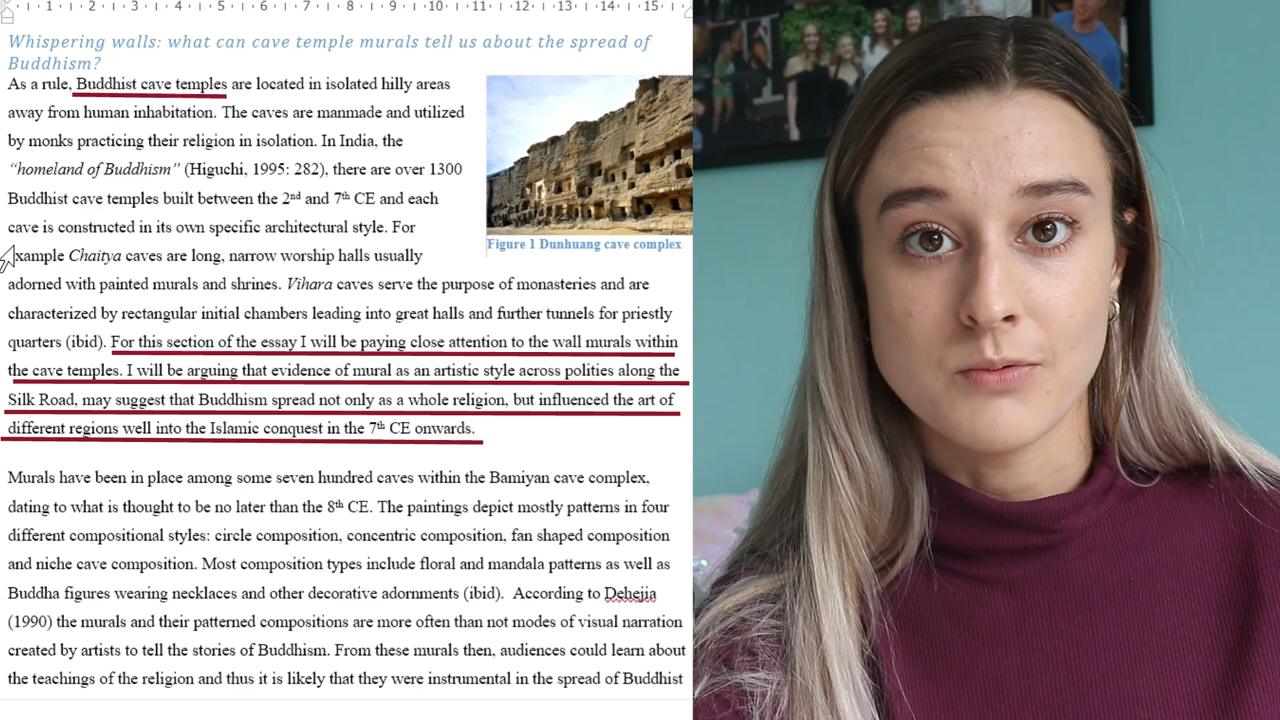 1 2 3 4 5 6 7 8 9 10 11 12 13 14 15
Whispering walls: what can cave temple murals tell us about the spread of
Buddhism?
As a rule, Buddhist cave temples are located in isolated hilly areas
away from human inhabitation. The caves are manmade and utilized
by monks practicing their religion in isolation. In India, the
“homeland of Buddhism” (Higuchi, 1995: 282), there are over 1300
Buddhist cave temples built between the 2nd and 7th CE and each
cave is constructed in its own specific architectural style. For
xample Chaitya caves are long, narrow worship halls usually
Figure 1 Dunhuang cave complex
adorned with painted murals and shrines. Vihara caves serve the purpose of monasteries and are
characterized by rectangular initial chambers leading into great halls and further tunnels for priestly
quarters (ibid). For this section of the essay I will be paying close attention to the wall murals within
the cave temples. I will be arguing that evidence of mural as an artistic style across polities along the
Silk Road, may suggest that Buddhism spread not only as a whole religion, but influenced the art of
different regions well into the Islamic conquest in the 7th CE onwards.
Murals have been in place among some seven hundred caves within the Bamiyan cave complex,
dating to what is thought to be no later than the 8th CE. The paintings depict mostly patterns in four
different compositional styles: circle composition, concentric composition, fan shaped composition
and niche cave composition. Most composition types include floral and mandala patterns as well as
Buddha figures wearing necklaces and other decorative adornments (ibid). According to Dehejia
(1990) the murals and their patterned compositions are more often than not modes of visual narration
created by artists to tell the stories of Buddhism. From these murals then, audiences could learn about
the teachings of the religion and thus it is likely that they were instrumental in the spread of Buddhist